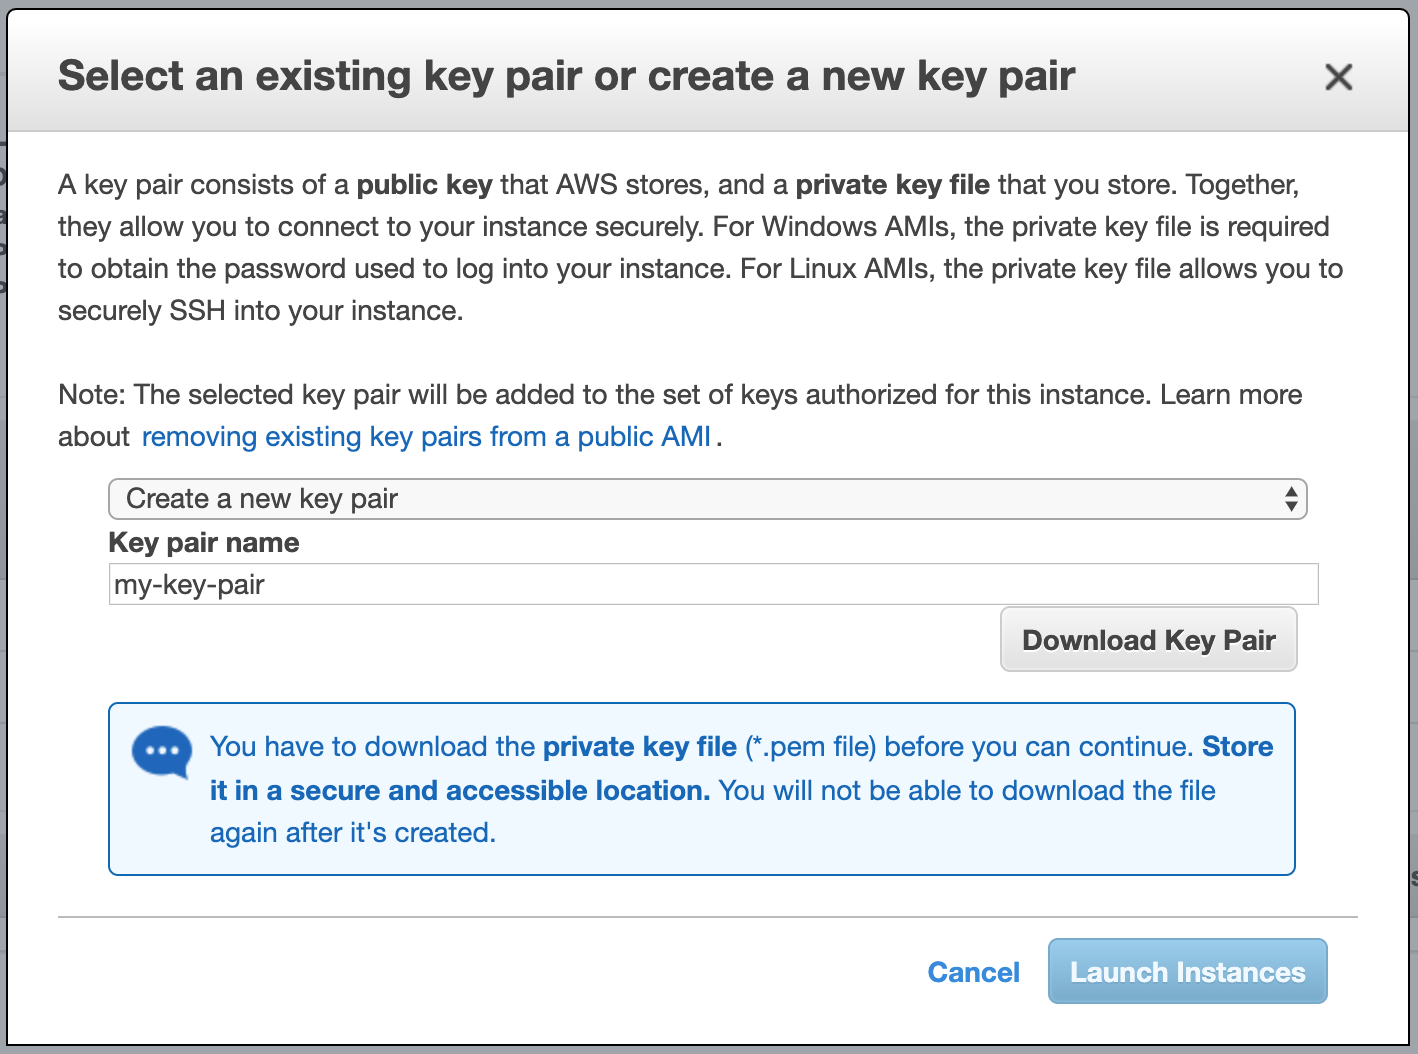 Select an existing key pair or create a new key pair
A key pair consists of a public key that AWS stores, and a private key file that you store. Together,
they allow you to connect to your instance securely. For Windows AMIs, the private key file is required
to obtain the password used to log into your instance. For Linux AMIs, the private key file allows you to
securely SSH into your instance.
Note: The selected key pair will be added to the set of keys authorized for this instance. Learn more
about removing existing key pairs from a public AMI.
Create a new key pair
Key pair name
my-key-pair
Download Key Pair
You have to download the private key file (*.pem file) before you can continue. Store
it in a secure and accessible location. You will not be able to download the file
again after it's created.
Cancel
Launch Instances